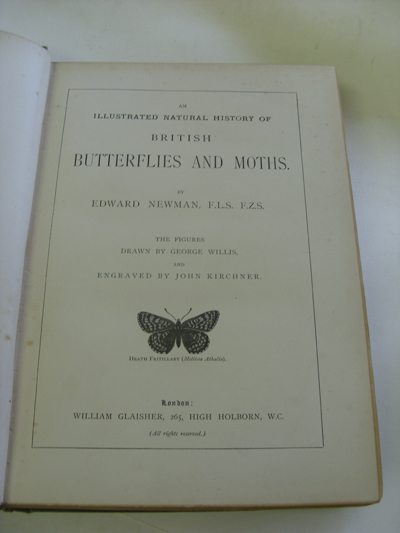 AN
ILLUSTRATED NATURAL HISTORY OF
BRITISH
BUTTERFLIES AND MOTHS.
BY
EDWARD NEWMAN, F.L.S. F.Z.S.
THE FIGURES
DRAWN BY GEORGE WILLIS,
AND
ENGRAVED BY JOHN KIRCHNER.
HEATH FRITILLARY (Melitæa Athalia).
London:
WILLIAM GLAISHER, 265, HIGH HOLBORN, W.C.
(All rights reserved.)